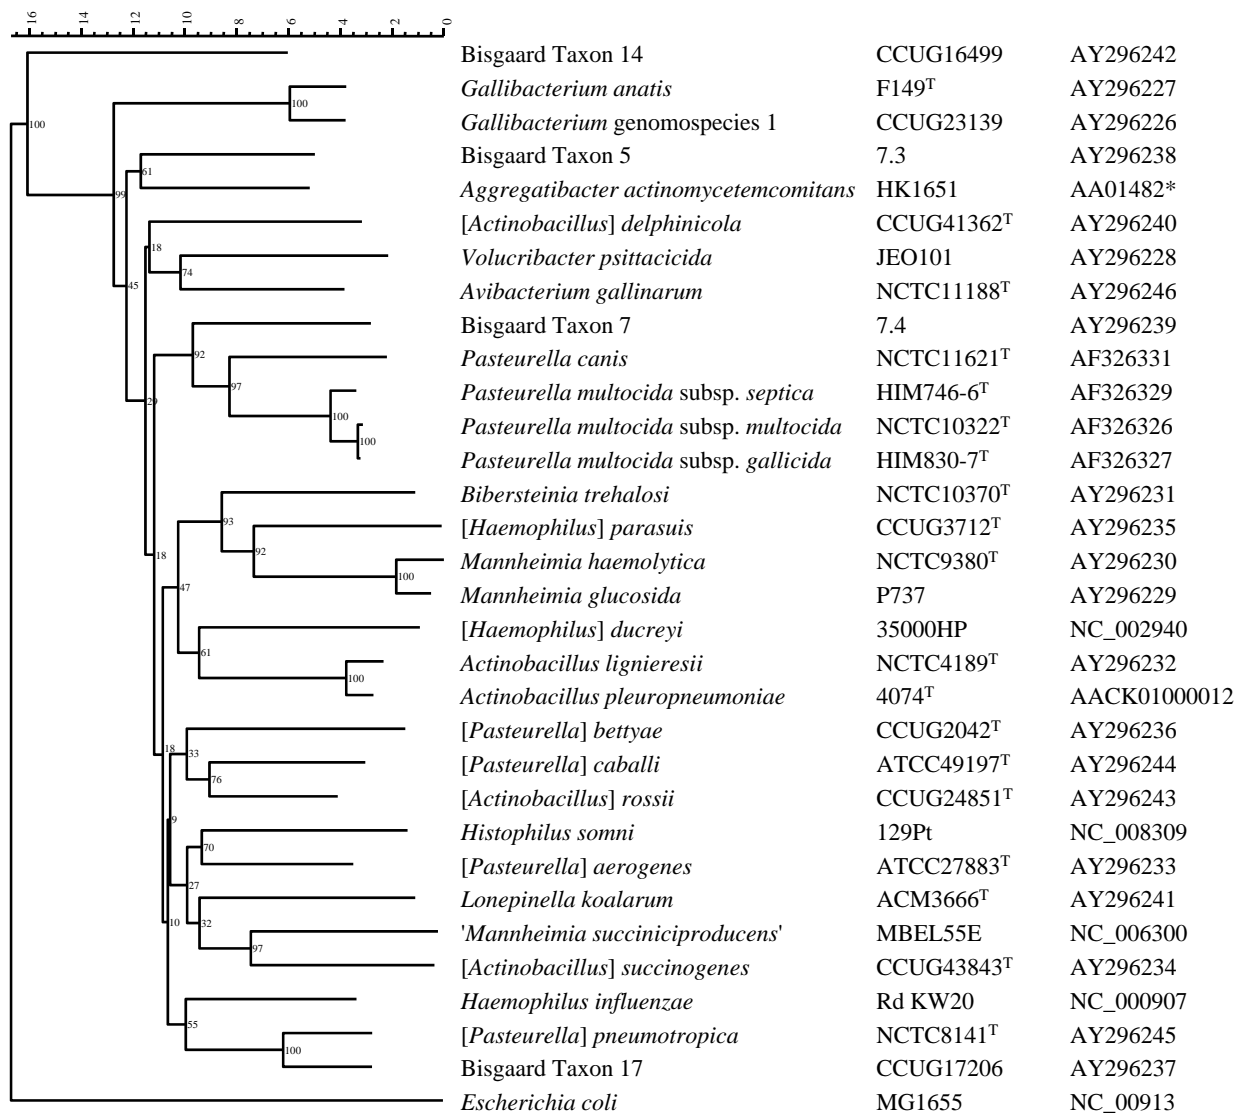 16 14 12 10 8 6 4 2 0
Bisgaard Taxon 14 CCUG16499 AY296242
Gallibacterium anatis F149ᵀ AY296227
100
Gallibacterium genomospecies 1 CCUG23139 AY296226
100
Bisgaard Taxon 5 7.3 AY296238
61
Aggregatibacter actinomycetemcomitans HK1651 AA01482*
99
[Actinobacillus] delphinicola CCUG41362ᵀ AY296240
18
Volucribacter psittacicida JEO101 AY296228
74
45
Avibacterium gallinarum NCTC11188ᵀ AY296246
Bisgaard Taxon 7 7.4 AY296239
92
Pasteurella canis NCTC11621ᵀ AF326331
97
Pasteurella multocida subsp. septica HIM746-6ᵀ AF326329
29
100
Pasteurella multocida subsp. multocida NCTC10322ᵀ AF326326
100
Pasteurella multocida subsp. gallicida HIM830-7ᵀ AF326327
Bibersteinia trehalosi NCTC10370ᵀ AY296231
93
[Haemophilus] parasuis CCUG3712ᵀ AY296235
18
92
Mannheimia haemolytica NCTC9380ᵀ AY296230
100
47
Mannheimia glucosida P737 AY296229
[Haemophilus] ducreyi 35000HP NC_002940
61
Actinobacillus lignieresii NCTC4189ᵀ AY296232
100
Actinobacillus pleuropneumoniae 4074ᵀ AACK01000012
[Pasteurella] bettyae CCUG2042ᵀ AY296236
18
33
[Pasteurella] caballi ATCC49197ᵀ AY296244
76
[Actinobacillus] rossii CCUG24851ᵀ AY296243
9
Histophilus somni 129Pt NC_008309
70
[Pasteurella] aerogenes ATCC27883ᵀ AY296233
27
Lonepinella koalarum ACM3666ᵀ AY296241
10
32
'Mannheimia succiniciproducens' MBEL55E NC_006300
97
[Actinobacillus] succinogenes CCUG43843ᵀ AY296234
Haemophilus influenzae Rd KW20 NC_000907
55
[Pasteurella] pneumotropica NCTC8141ᵀ AY296245
100
Bisgaard Taxon 17 CCUG17206 AY296237
Escherichia coli MG1655 NC_00913